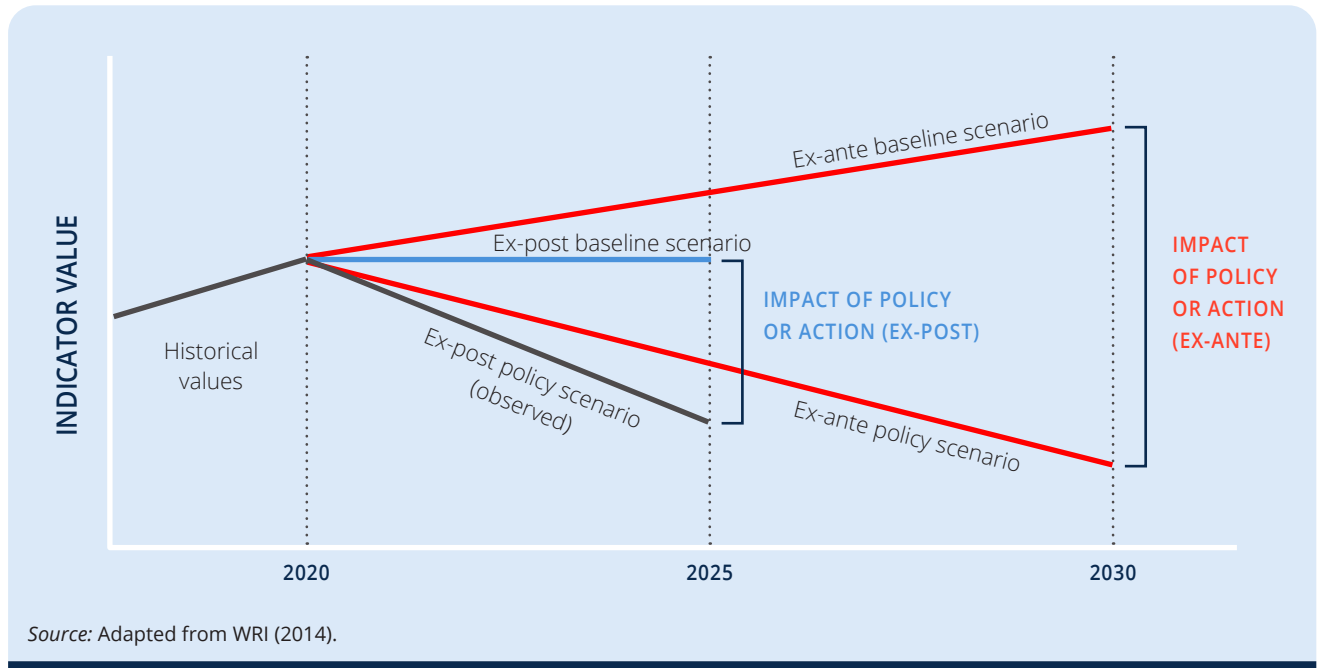 INDICATOR VALUE
Ex-ante baseline scenario
Ex-post baseline scenario
IMPACT
OF POLICY
OR ACTION
(EX-ANTE)
IMPACT OF POLICY
OR ACTION (EX-POST)
Historical
values
Ex-post policy scenario
(observed)
Ex-ante policy scenario
2020
2025
2030
Source: Adapted from WRI (2014).